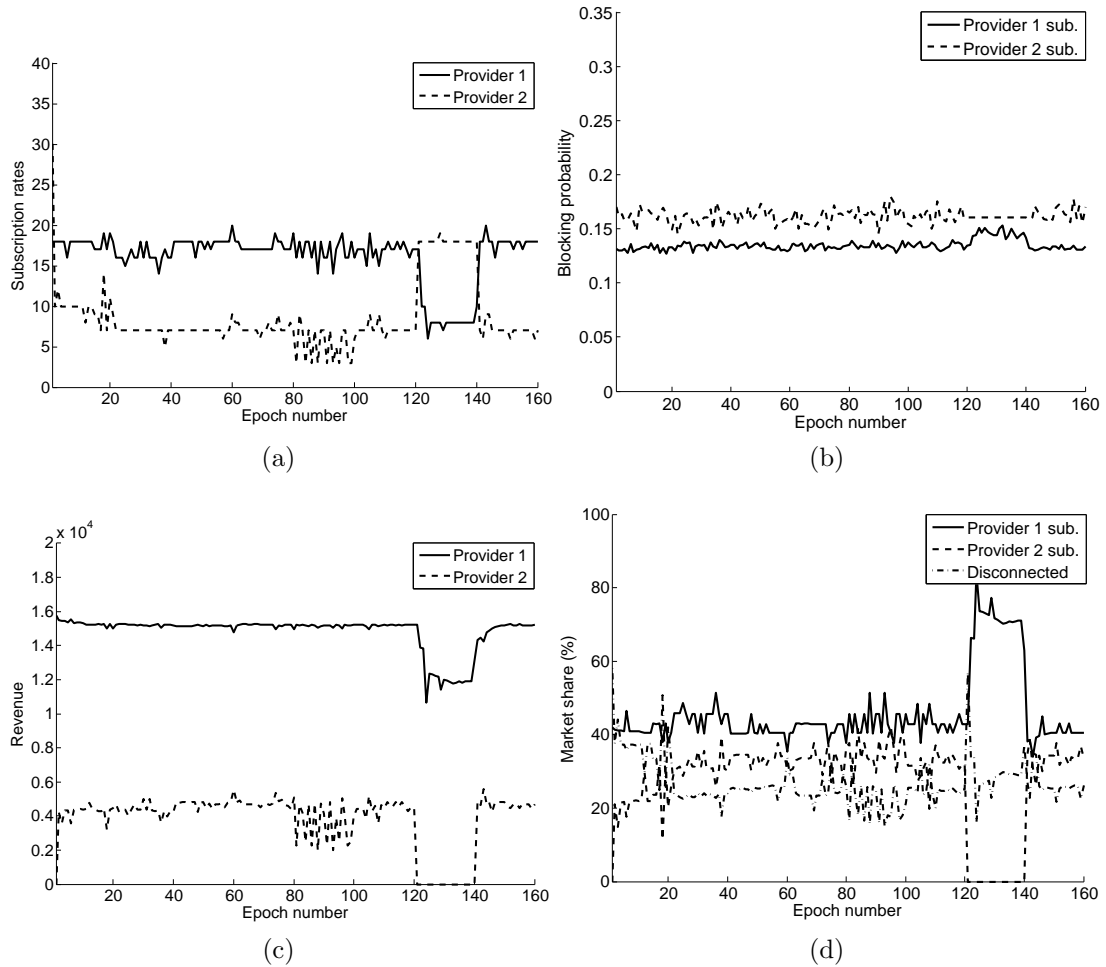 Provider 1
Provider 2
40
35
30
25
20
15
10
5
0
Subscription rates
20 40 60 80 100 120 140 160
Epoch number
(a)
Provider 1 sub.
Provider 2 sub.
0.35
0.3
0.25
0.2
0.15
0.1
0.05
0
Blocking probability
20 40 60 80 100 120 140 160
Epoch number
(b)
x 10^4
Provider 1
Provider 2
2
1.8
1.6
1.4
1.2
1
0.8
0.6
0.4
0.2
0
Revenue
20 40 60 80 100 120 140 160
Epoch number
(c)
Provider 1 sub.
Provider 2 sub.
Disconnected
100
80
60
40
20
0
Market share (%)
20 40 60 80 100 120 140 160
Epoch number
(d)